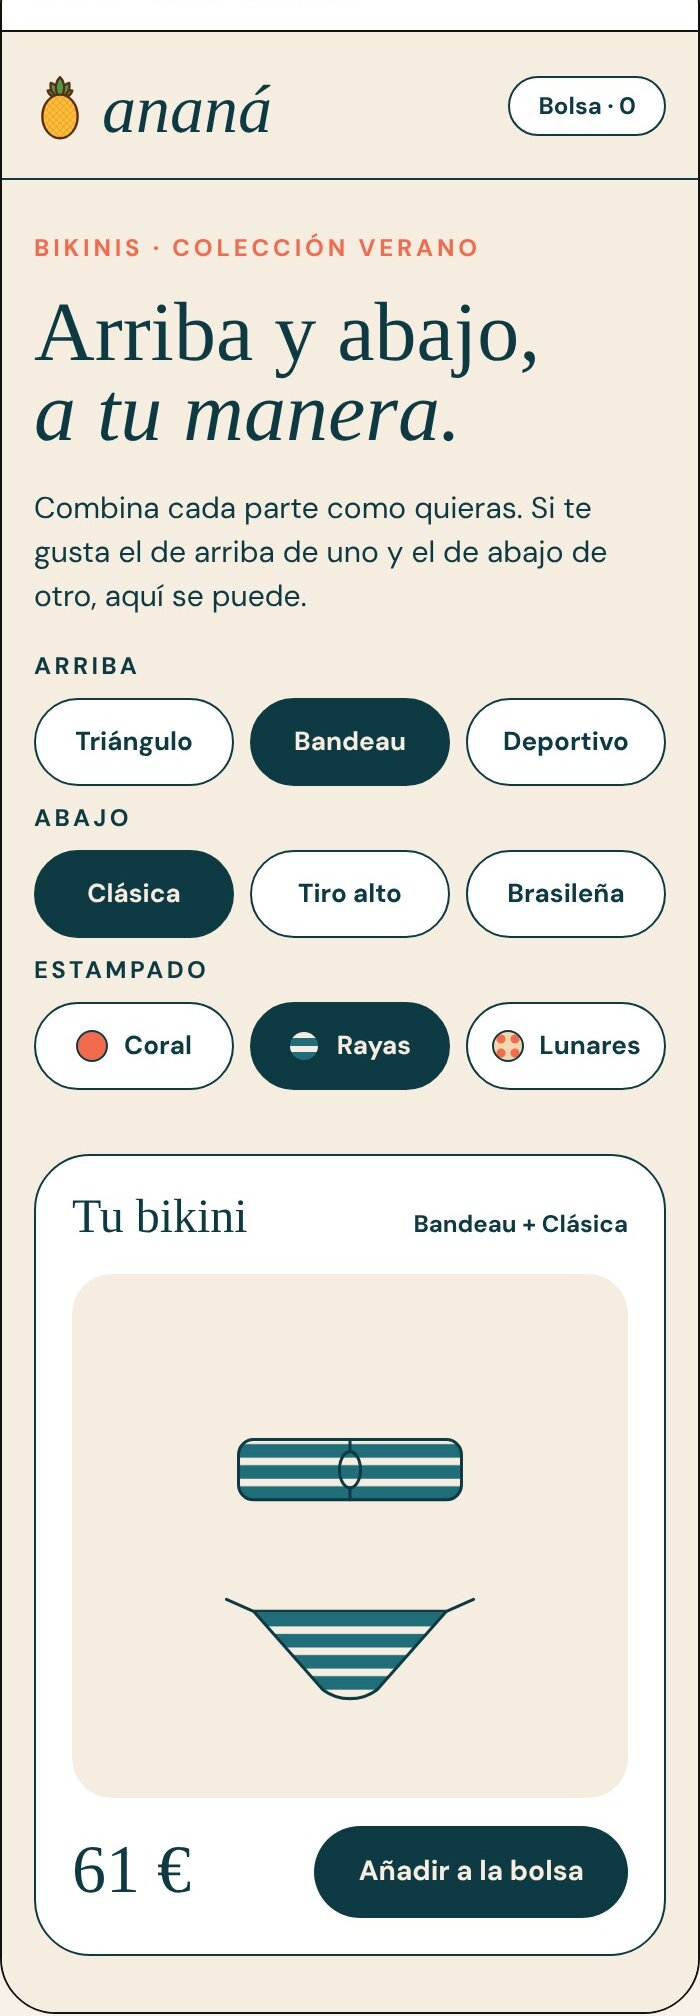 ananá
Bolsa · 0
BIKINIS · COLECCIÓN VERANO
Arriba y abajo,
a tu manera.
Combina cada parte como quieras. Si te
gusta el de arriba de uno y el de abajo de
otro, aquí se puede.
ARRIBA
Triángulo
Bandeau
Deportivo
ABAJO
Clásica
Tiro alto
Brasileña
ESTAMPADO
Coral
Rayas
Lunares
Tu bikini
Bandeau + Clásica
61 €
Añadir a la bolsa